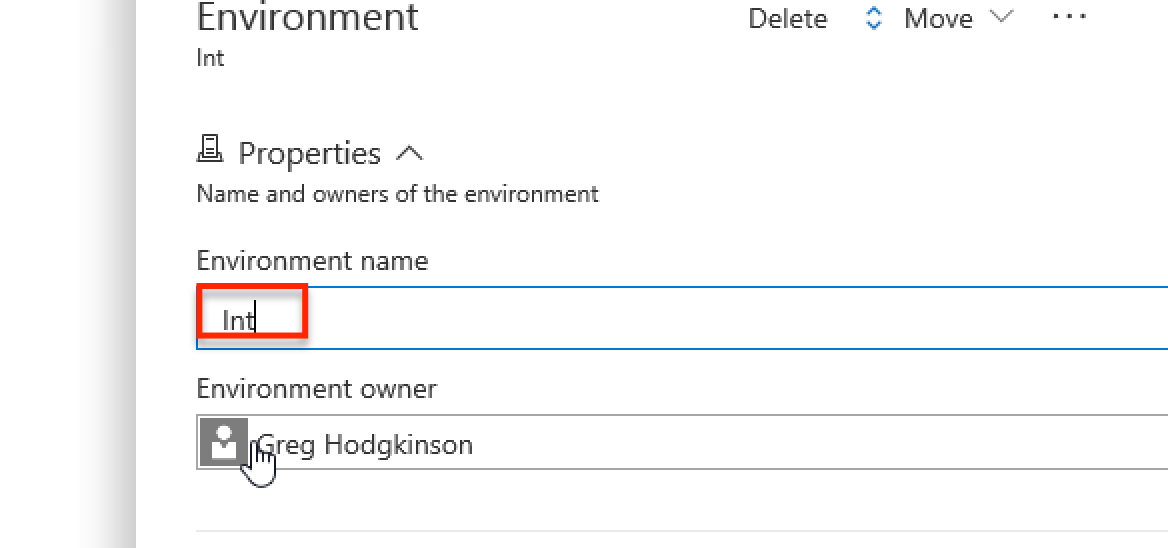 Environment Delete Move ···
Int
Properties
Name and owners of the environment
Environment name
Int
Environment owner
Greg Hodgkinson